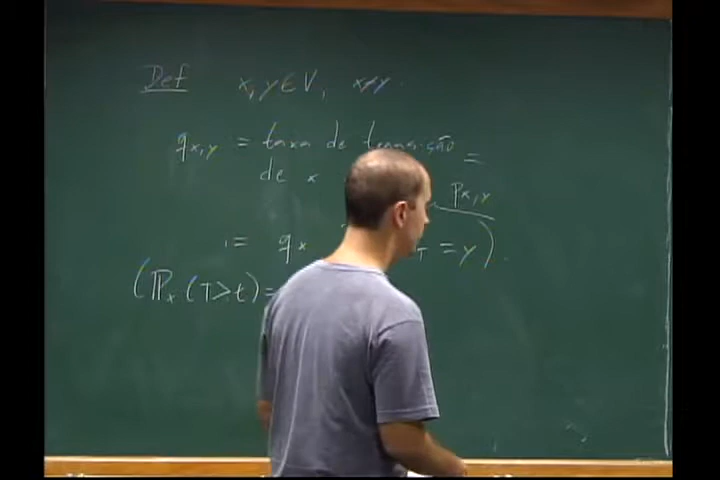 Def x, y ∈ V, x≠y.
q_{x,y} = taxa de transição =
de x
p_{x,y}
= q_x T = y).
(ℙ_x (T>t) =